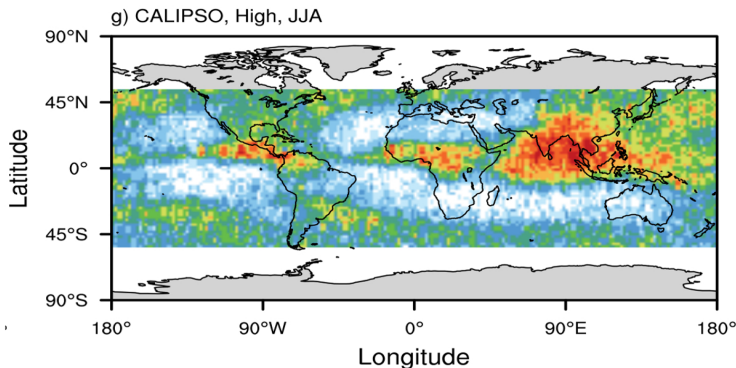 g) CALIPSO, High, JJA
90°N
45°N
0°
45°S
90°S
Latitude
180°
90°W
0°
90°E
180°
Longitude